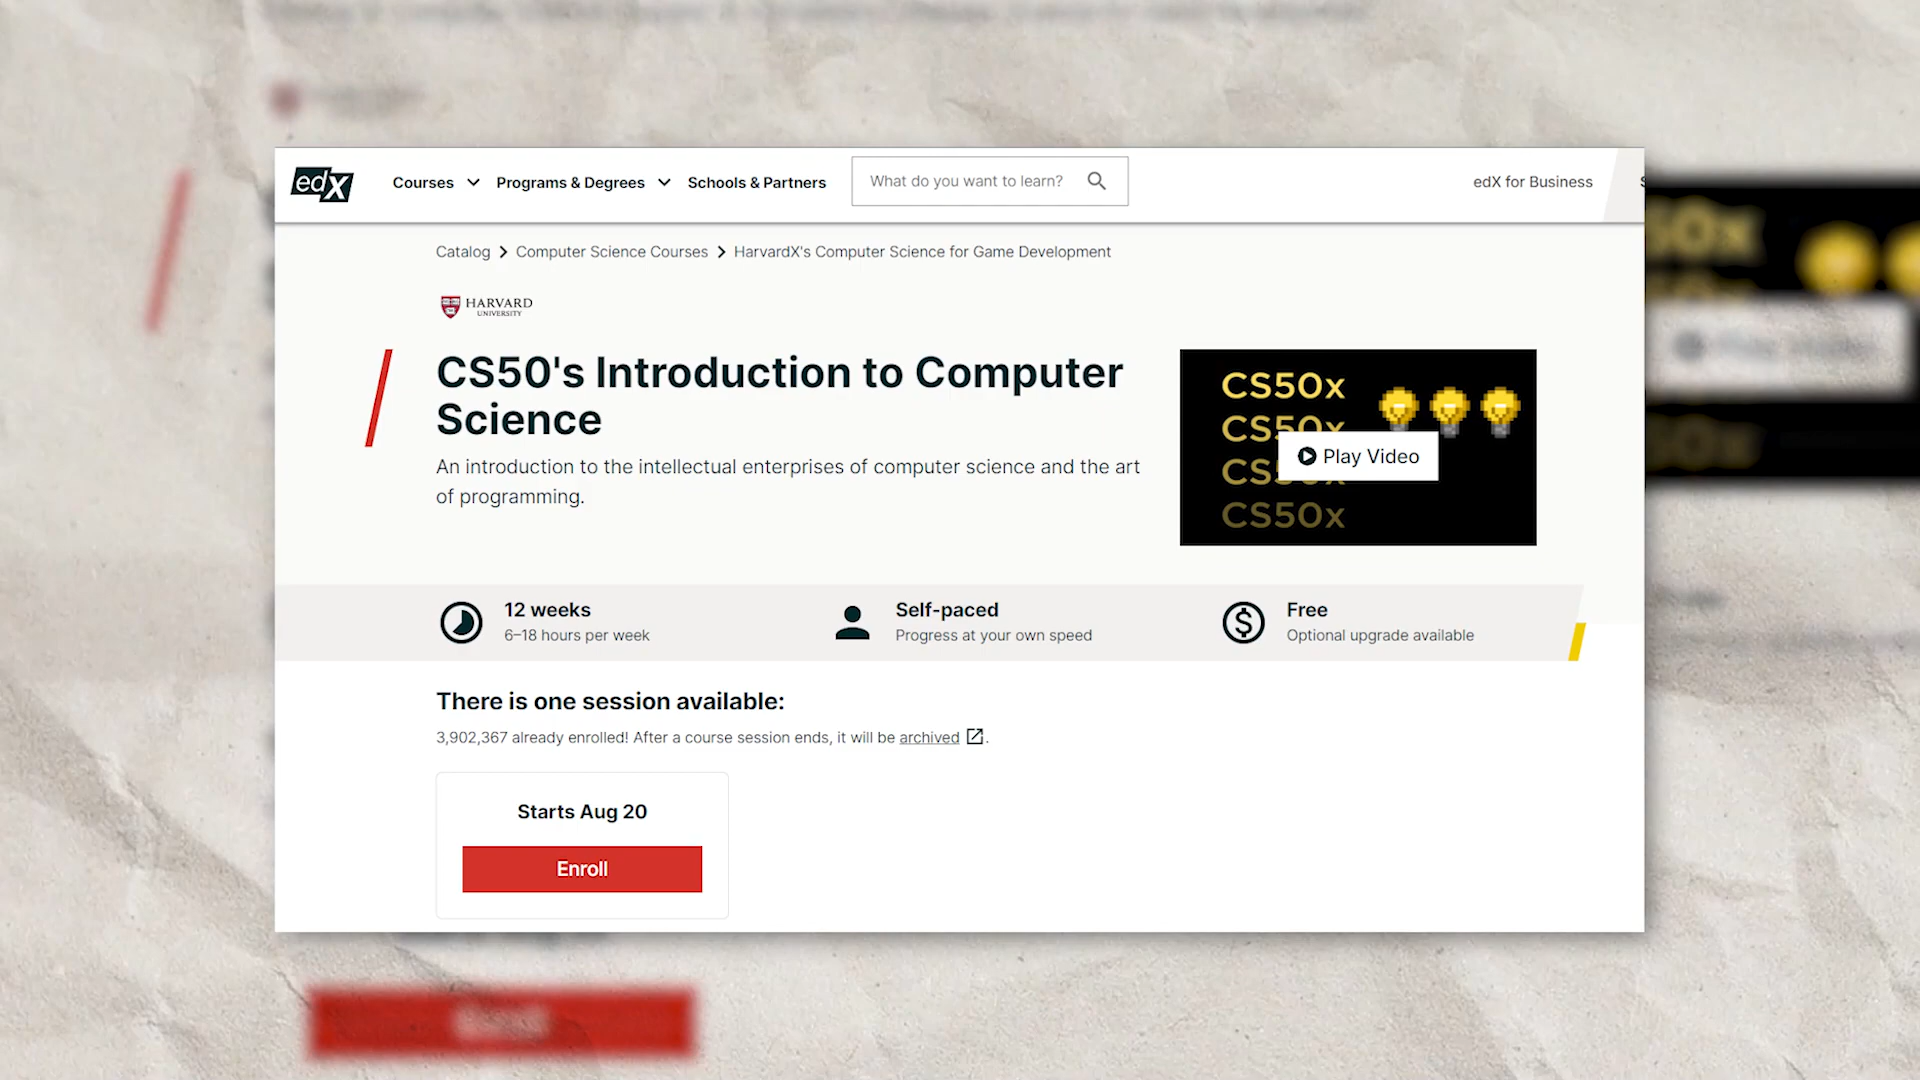 edX
Courses
Programs & Degrees
Schools & Partners
What do you want to learn?
edX for Business
Catalog
Computer Science Courses
HarvardX's Computer Science for Game Development
HARVARD
UNIVERSITY
CS50's Introduction to Computer
Science
An introduction to the intellectual enterprises of computer science and the art
of programming.
CS50x
CS50x
Play Video
CS50x
12 weeks
6–18 hours per week
Self-paced
Progress at your own speed
Free
Optional upgrade available
There is one session available:
3,902,367 already enrolled! After a course session ends, it will be archived.
Starts Aug 20
Enroll